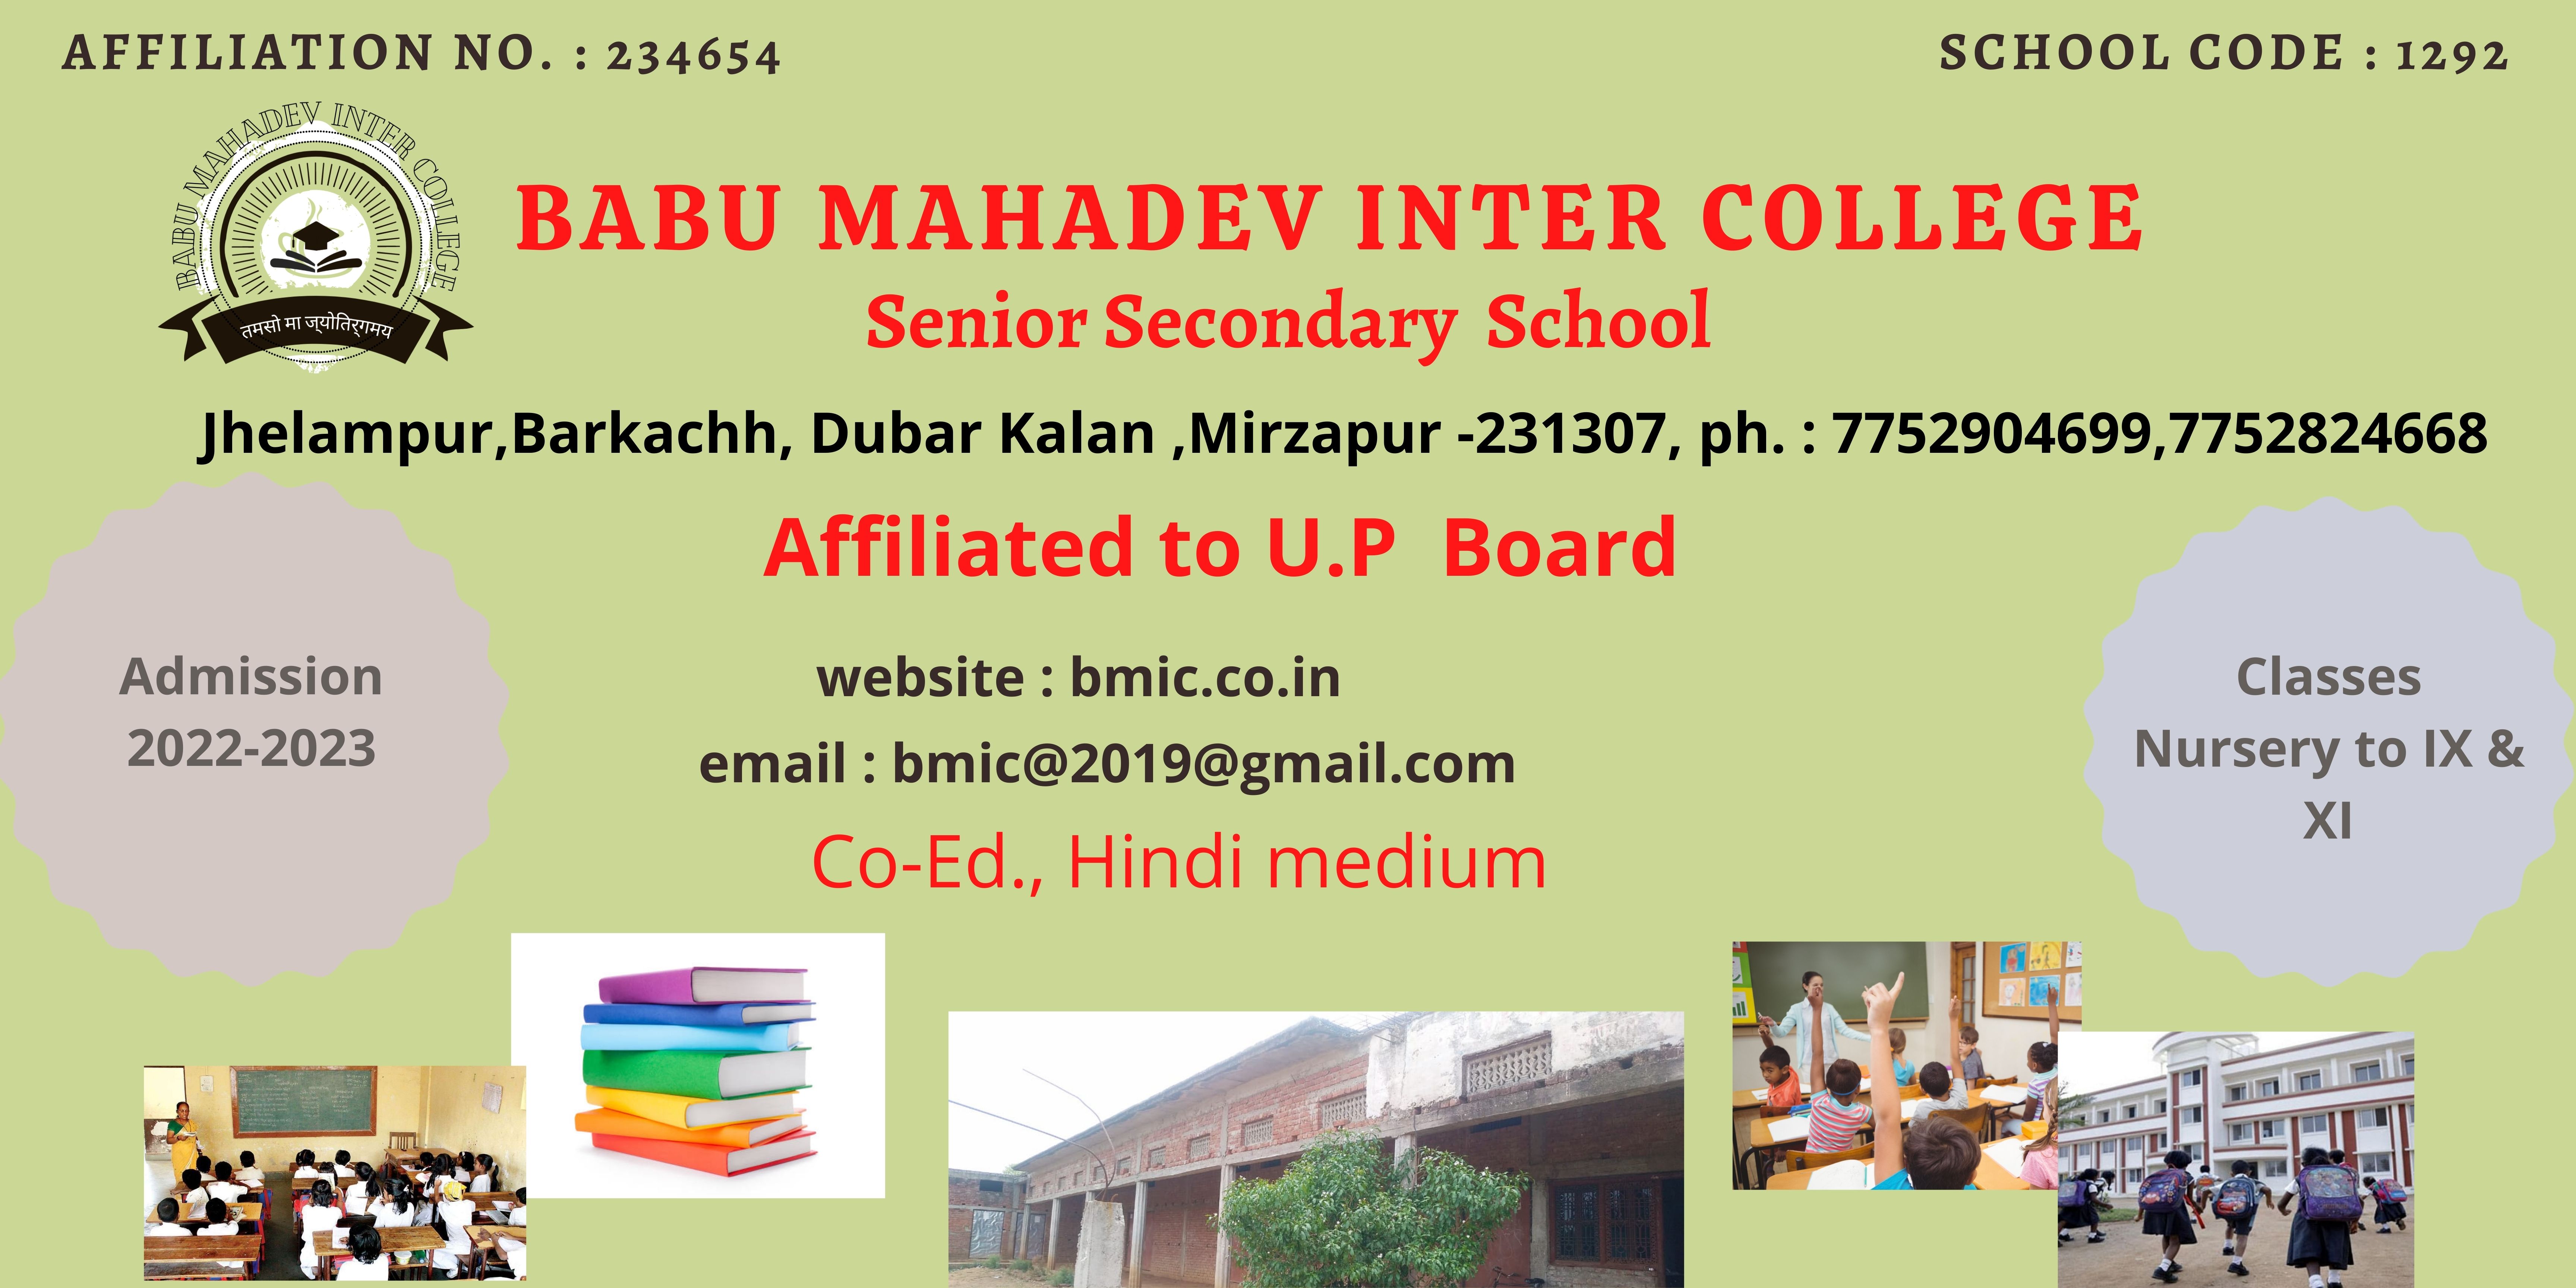 AFFILIATION NO. : 234654
SCHOOL CODE : 1292
BABU MAHADEV INTER COLLEGE
तमसो मा ज्योतिर्गमय
BABU MAHADEV INTER COLLEGE
Senior Secondary School
Jhelampur,Barkachh, Dubar Kalan ,Mirzapur -231307, ph. : 7752904699,7752824668
Affiliated to U.P Board
Admission
2022-2023
website : bmic.co.in
email : bmic@2019@gmail.com
Co-Ed., Hindi medium
Classes
Nursery to IX &
XI